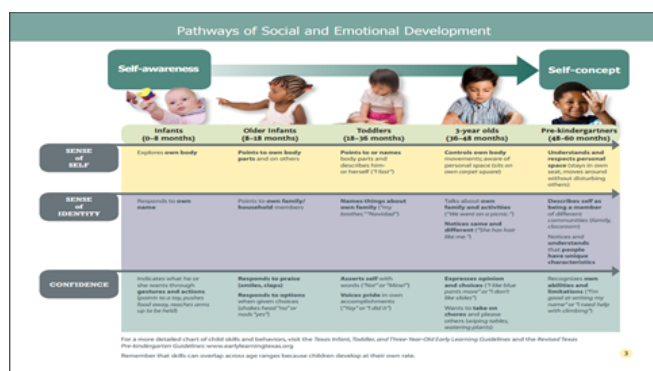 Pathways of Social and Emotional Development
Self-awareness
Self-concept
Infants
(0–8 months)
Older Infants
(8–18 months)
Toddlers
(18–36 months)
3-year olds
(36–48 months)
Pre-kindergartners
(48–60 months)
SENSE
of
SELF
Explores own body
Points to own body
parts and on others
Points to or names
body parts and
describes him-
or herself ("I fast")
Controls own body
movements; aware of
personal space (sits on
own carpet square)
Understands and
respects personal
space (stays in own
seat, moves around
without disturbing
others)
SENSE
of
IDENTITY
Responds to own
name
Points to own family/
household members
Names things about
own family ("my
brother," "Navidad")
Talks about own
family and activities
("We went on a picnic.")
Notices same and
different ("She has hair
like me.")
Describes self as
being a member
of different
communities (family,
classroom)
Notices and
understands
that people
have unique
characteristics
CONFIDENCE
Indicates what he or
she wants through
gestures and actions
(points to a toy, pushes
food away, reaches arms
up to be held)
Responds to praise
(smiles, claps)
Responds to options
when given choices
(shakes head "no" or
nods "yes")
Asserts self with
words ("No!" or "Mine!")
Voices pride in own
accomplishments
("Yay" or "I did it")
Expresses opinion
and choices ("I like blue
pants more" or "I don't
like slides")
Wants to take on
chores and please
others (wiping tables,
watering plants)
Recognizes own
abilities and
limitations ("I'm
good at writing my
name" or "I need help
with climbing")
For a more detailed chart of child skills and behaviors, visit the Texas Infant, Toddler, and Three-Year-Old Early Learning Guidelines and the Revised Texas
Pre-kindergarten Guidelines: www.earlylearningtexas.org
Remember that skills can overlap across age ranges because children develop at their own rate.
3